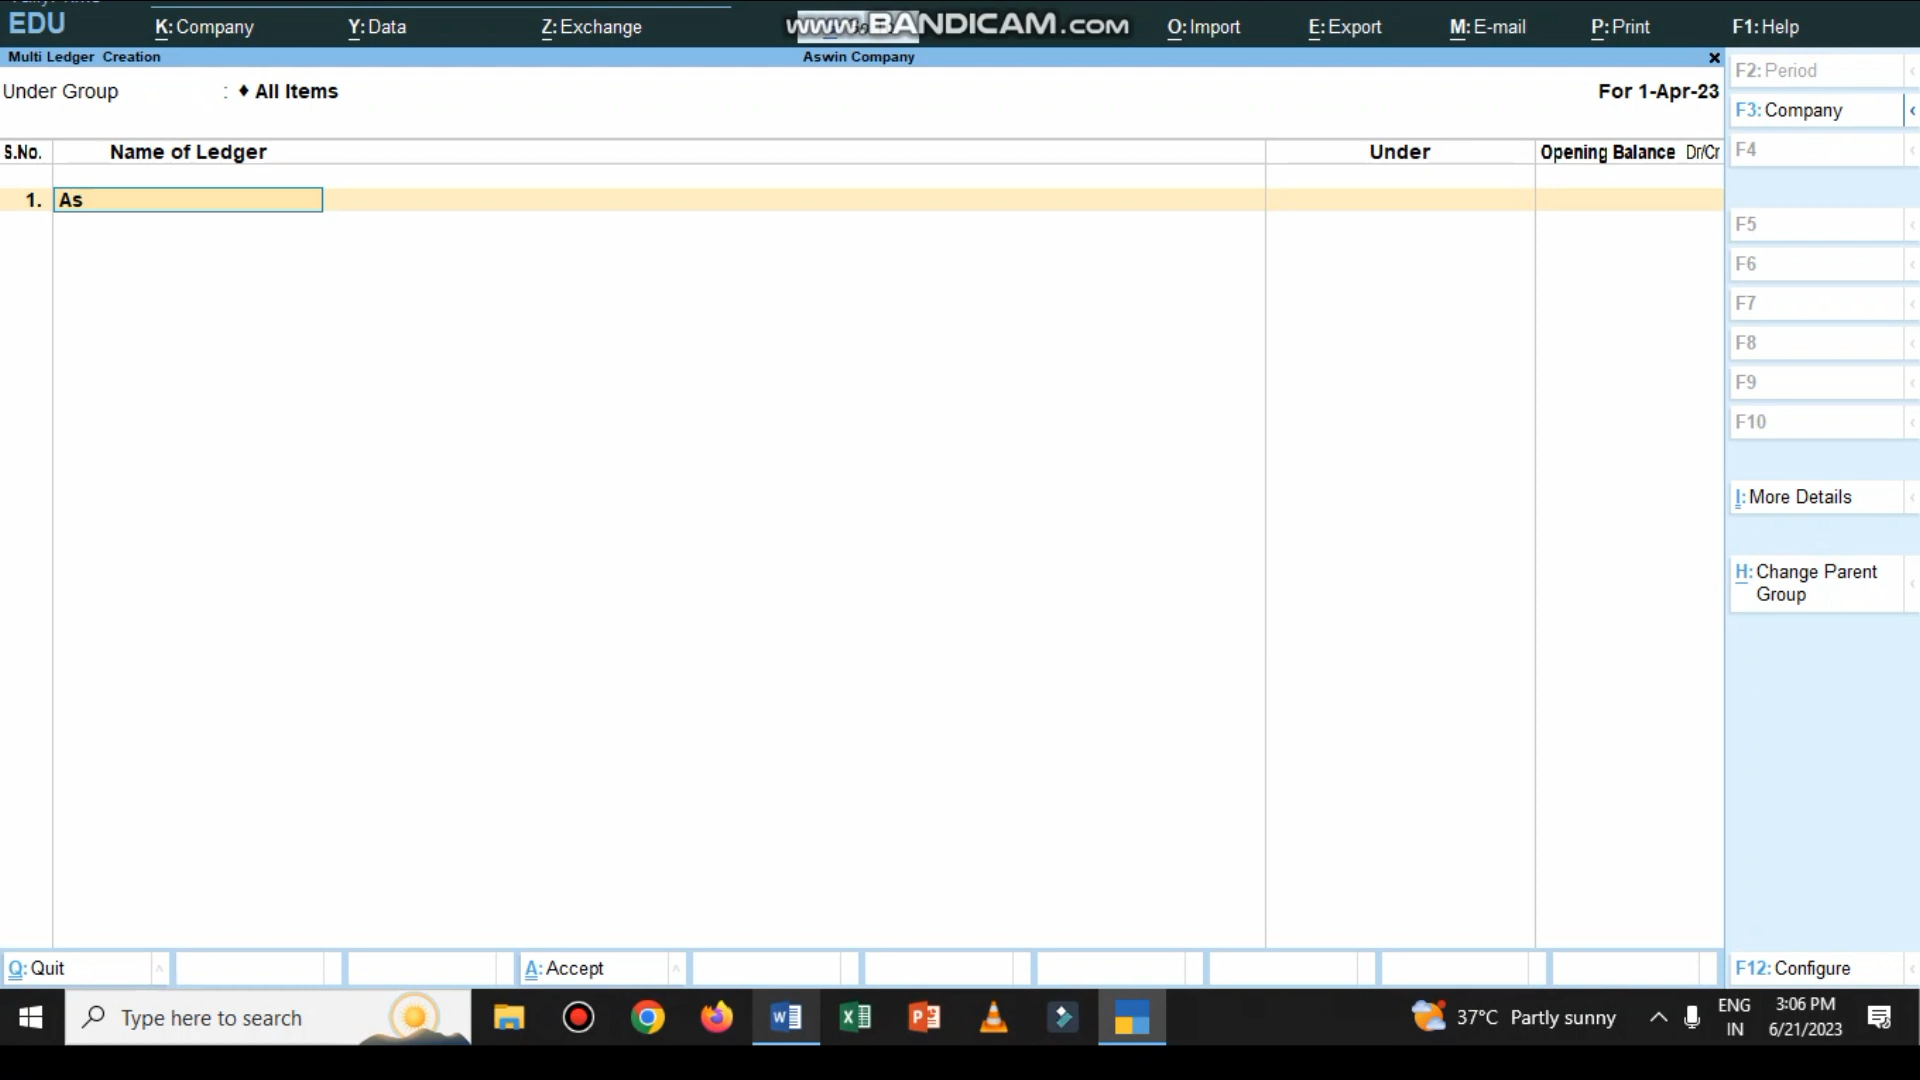 EDU
K: Company
Y: Data
Z: Exchange
www.BANDICAM.com
O: Import
E: Export
M: E-mail
P: Print
F1: Help
Multi Ledger Creation
Aswin Company
Under Group : ♦ All Items
For 1-Apr-23
S.No. Name of Ledger Under Opening Balance Dr/Cr
1. As
F2: Period
F3: Company
F4
F5
F6
F7
F8
F9
F10
I: More Details
H: Change Parent
Group
Q: Quit
A: Accept
F12: Configure
Type here to search
37°C Partly sunny
ENG
IN
3:06 PM
6/21/2023